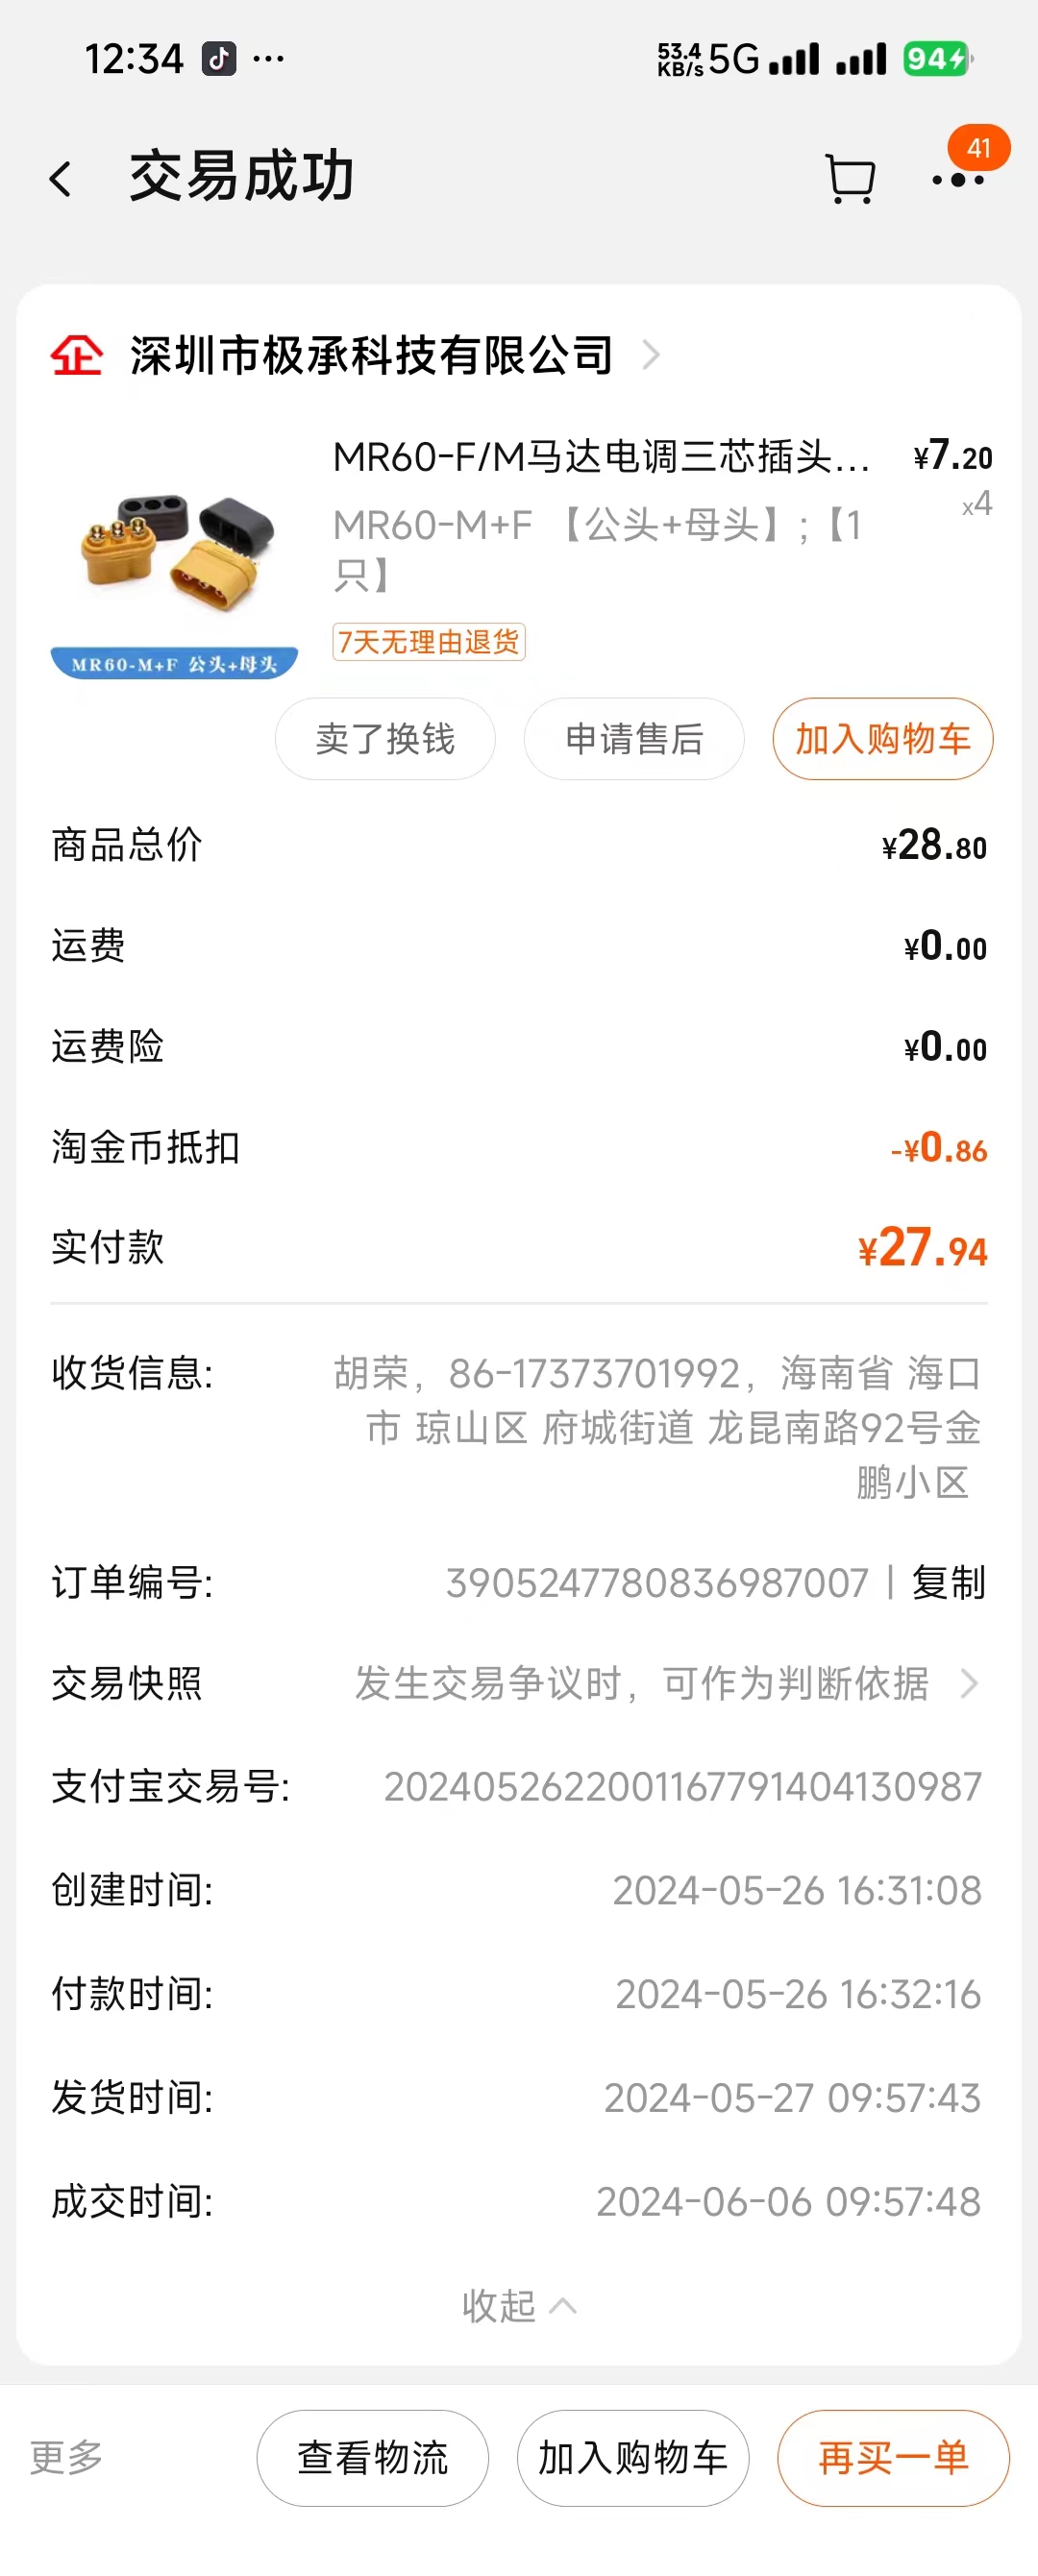 12:34 ···
53.4 KB/s 5G 94
交易成功
41
企 深圳市极承科技有限公司
MR60-F/M马达电调三芯插头... ¥7.20
MR60-M+F 【公头+母头】;【1 x4
只】
7天无理由退货
MR60-M+F 公头+母头
卖了换钱 申请售后 加入购物车
商品总价 ¥28.80
运费 ¥0.00
运费险 ¥0.00
淘金币抵扣 -¥0.86
实付款 ¥27.94
收货信息: 胡荣，86-17373701992，海南省 海口
市 琼山区 府城街道 龙昆南路92号金
鹏小区
订单编号: 3905247780836987007 | 复制
交易快照 发生交易争议时，可作为判断依据
支付宝交易号: 2024052622001167791404130987
创建时间: 2024-05-26 16:31:08
付款时间: 2024-05-26 16:32:16
发货时间: 2024-05-27 09:57:43
成交时间: 2024-06-06 09:57:48
收起
更多 查看物流 加入购物车 再买一单